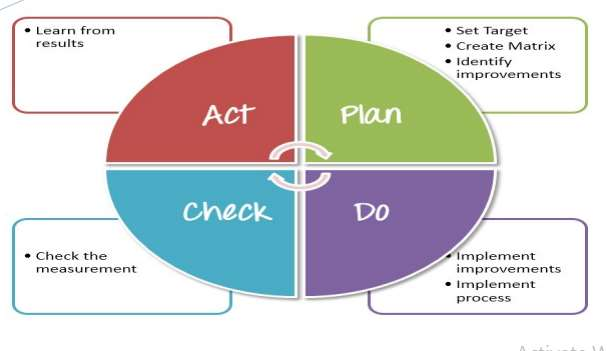 • Learn from
results
• Set Target
• Create Matrix
• Identify
improvements
Act
Plan
Check
Do
• Check the
measurement
• Implement
improvements
• Implement
process